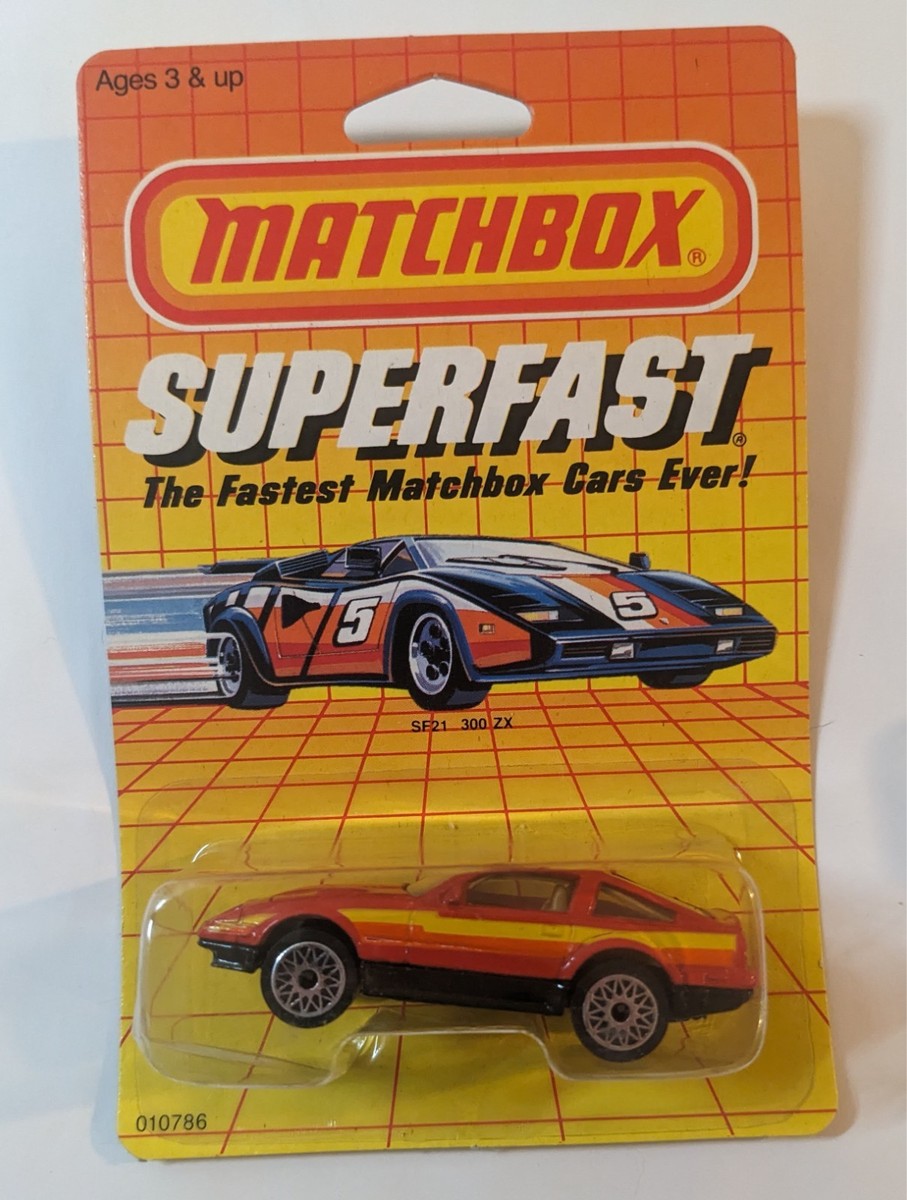 Ages 3 & up
MATCHBOX®
SUPERFAST®
The Fastest Matchbox Cars Ever!
5
5
SF21 300 ZX
010786